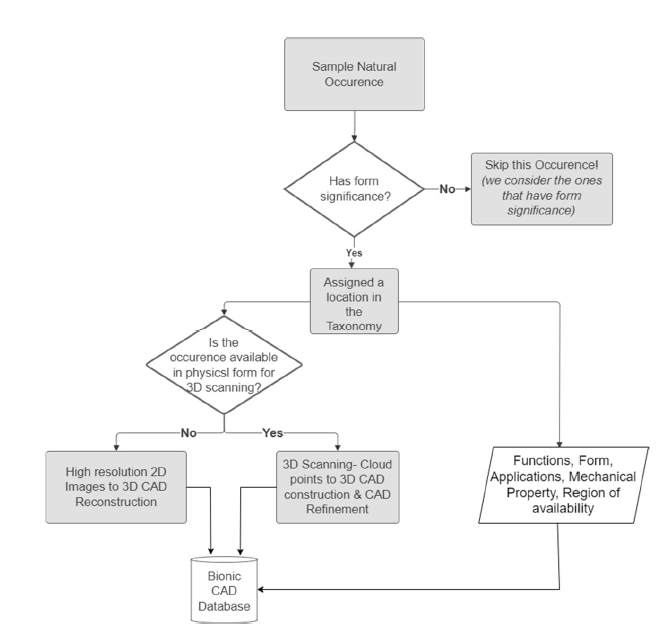 Sample Natural
Occurence
Has form
significance?
No
Skip this Occurence!
(we consider the ones
that have form
significance)
Yes
Assigned a
location in
the
Taxonomy
Is the
occurence available
in physicsl form for
3D scanning?
No
Yes
High resolution 2D
Images to 3D CAD
Reconstruction
3D Scanning- Cloud
points to 3D CAD
construction & CAD
Refinement
Functions, Form,
Applications, Mechanical
Property, Region of
availability
Bionic
CAD
Database